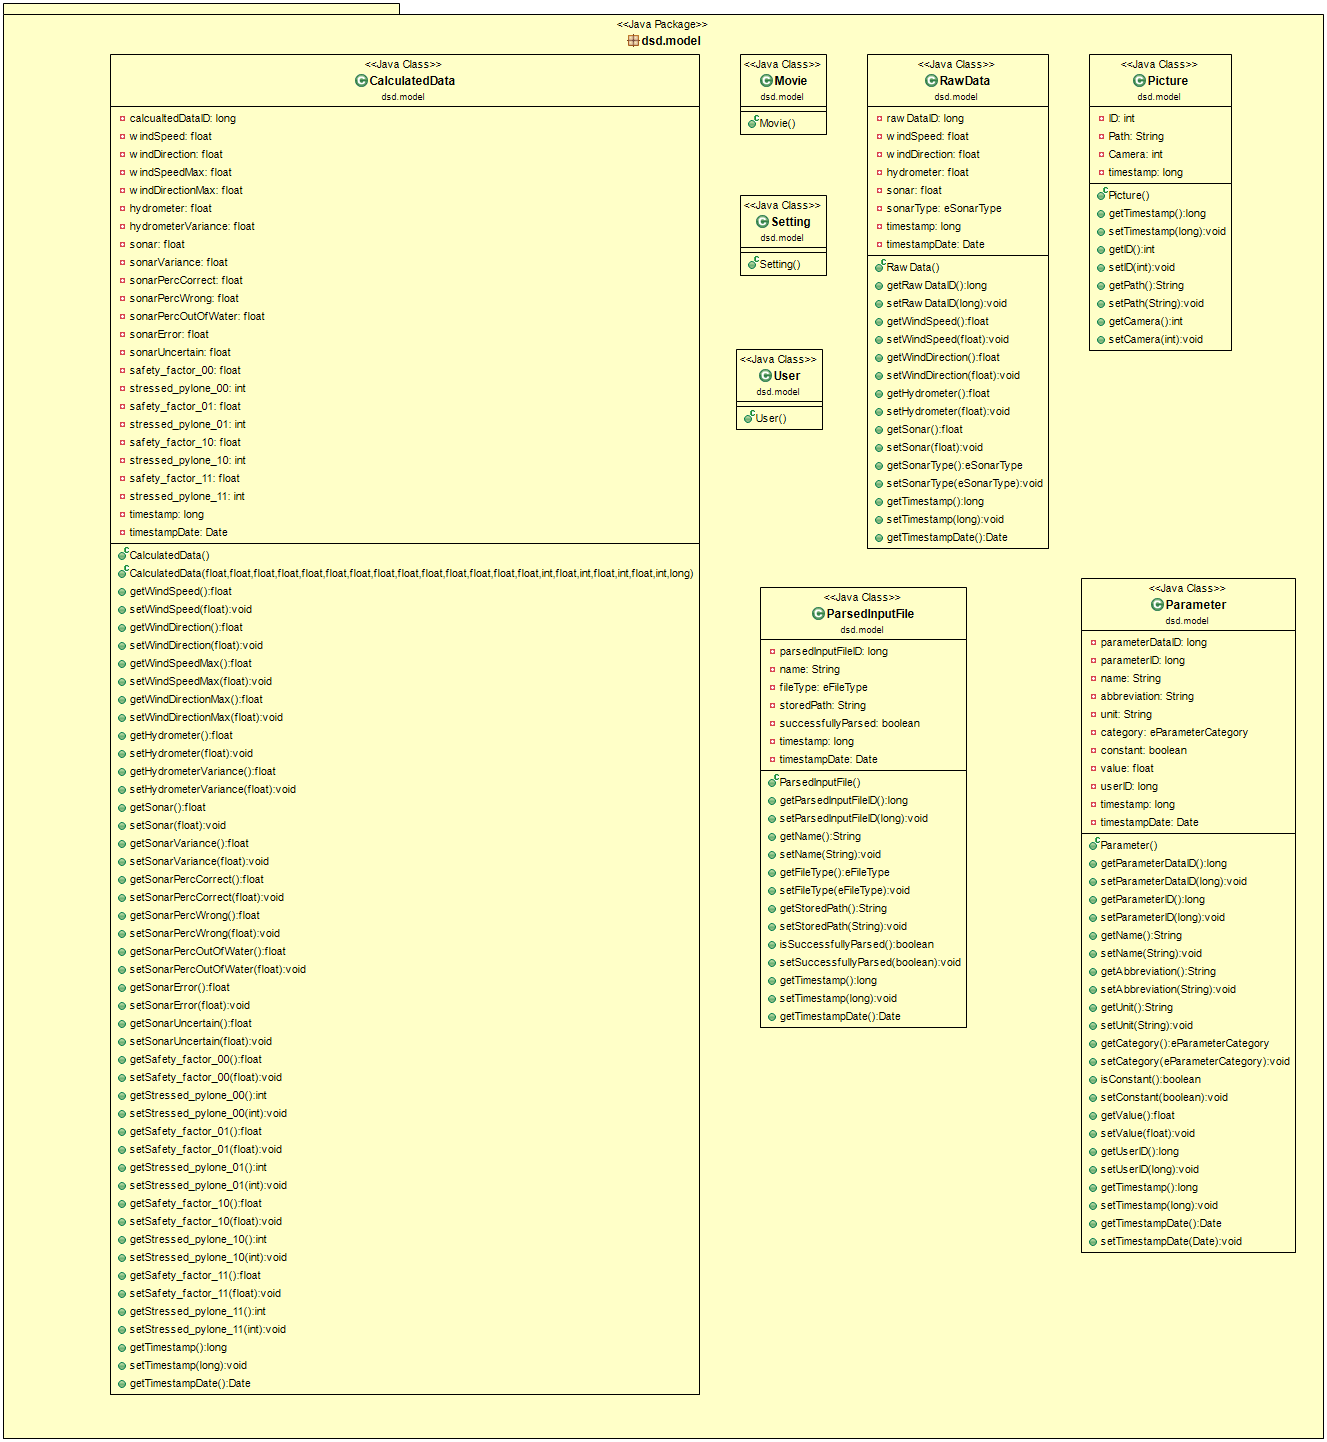 <<Java Package>>
dsd.model
<<Java Class>>
CalculatedData
dsd.model
calcualtedDataID: long
windSpeed: float
windDirection: float
windSpeedMax: float
windDirectionMax: float
hydrometer: float
hydrometerVariance: float
sonar: float
sonarVariance: float
sonarPercCorrect: float
sonarPercWrong: float
sonarPercOutOfWater: float
sonarError: float
sonarUncertain: float
safety_factor_00: float
stressed_pylone_00: int
safety_factor_01: float
stressed_pylone_01: int
safety_factor_10: float
stressed_pylone_10: int
safety_factor_11: float
stressed_pylone_11: int
timestamp: long
timestampDate: Date
CalculatedData()
CalculatedData(float,float,float,float,float,float,float,float,float,float,float,float,float,float,int,float,int,float,int,float,int,long)
getWindSpeed():float
setWindSpeed(float):void
getWindDirection():float
setWindDirection(float):void
getWindSpeedMax():float
setWindSpeedMax(float):void
getWindDirectionMax():float
setWindDirectionMax(float):void
getHydrometer():float
setHydrometer(float):void
getHydrometerVariance():float
setHydrometerVariance(float):void
getSonar():float
setSonar(float):void
getSonarVariance():float
setSonarVariance(float):void
getSonarPercCorrect():float
setSonarPercCorrect(float):void
getSonarPercWrong():float
setSonarPercWrong(float):void
getSonarPercOutOfWater():float
setSonarPercOutOfWater(float):void
getSonarError():float
setSonarError(float):void
getSonarUncertain():float
setSonarUncertain(float):void
getSafety_factor_00():float
setSafety_factor_00(float):void
getStressed_pylone_00():int
setStressed_pylone_00(int):void
getSafety_factor_01():float
setSafety_factor_01(float):void
getStressed_pylone_01():int
setStressed_pylone_01(int):void
getSafety_factor_10():float
setSafety_factor_10(float):void
getStressed_pylone_10():int
setStressed_pylone_10(int):void
getSafety_factor_11():float
setSafety_factor_11(float):void
getStressed_pylone_11():int
setStressed_pylone_11(int):void
getTimestamp():long
setTimestamp(long):void
getTimestampDate():Date
<<Java Class>>
Movie
dsd.model
Movie()
<<Java Class>>
Setting
dsd.model
Setting()
<<Java Class>>
User
dsd.model
User()
<<Java Class>>
RawData
dsd.model
rawDataID: long
windSpeed: float
windDirection: float
hydrometer: float
sonar: float
sonarType: eSonarType
timestamp: long
timestampDate: Date
RawData()
getRawDataID():long
setRawDataID(long):void
getWindSpeed():float
setWindSpeed(float):void
getWindDirection():float
setWindDirection(float):void
getHydrometer():float
setHydrometer(float):void
getSonar():float
setSonar(float):void
getSonarType():eSonarType
setSonarType(eSonarType):void
getTimestamp():long
setTimestamp(long):void
getTimestampDate():Date
<<Java Class>>
Picture
dsd.model
ID: int
Path: String
Camera: int
timestamp: long
Picture()
getTimestamp():long
setTimestamp(long):void
getID():int
setID(int):void
getPath():String
setPath(String):void
getCamera():int
setCamera(int):void
<<Java Class>>
ParsedInputFile
dsd.model
parsedInputFileID: long
name: String
fileType: eFileType
storedPath: String
successfullyParsed: boolean
timestamp: long
timestampDate: Date
ParsedInputFile()
getParsedInputFileID():long
setParsedInputFileID(long):void
getName():String
setName(String):void
getFileType():eFileType
setFileType(eFileType):void
getStoredPath():String
setStoredPath(String):void
isSuccessfullyParsed():boolean
setSuccessfullyParsed(boolean):void
getTimestamp():long
setTimestamp(long):void
getTimestampDate():Date
<<Java Class>>
Parameter
dsd.model
parameterDataID: long
parameterID: long
name: String
abbreviation: String
unit: String
category: eParameterCategory
constant: boolean
value: float
userID: long
timestamp: long
timestampDate: Date
Parameter()
getParameterDataID():long
setParameterDataID(long):void
getParameterID():long
setParameterID(long):void
getName():String
setName(String):void
getAbbreviation():String
setAbbreviation(String):void
getUnit():String
setUnit(String):void
getCategory():eParameterCategory
setCategory(eParameterCategory):void
isConstant():boolean
setConstant(boolean):void
getValue():float
setValue(float):void
getUserID():long
setUserID(long):void
getTimestamp():long
setTimestamp(long):void
getTimestampDate():Date
setTimestampDate(Date):void